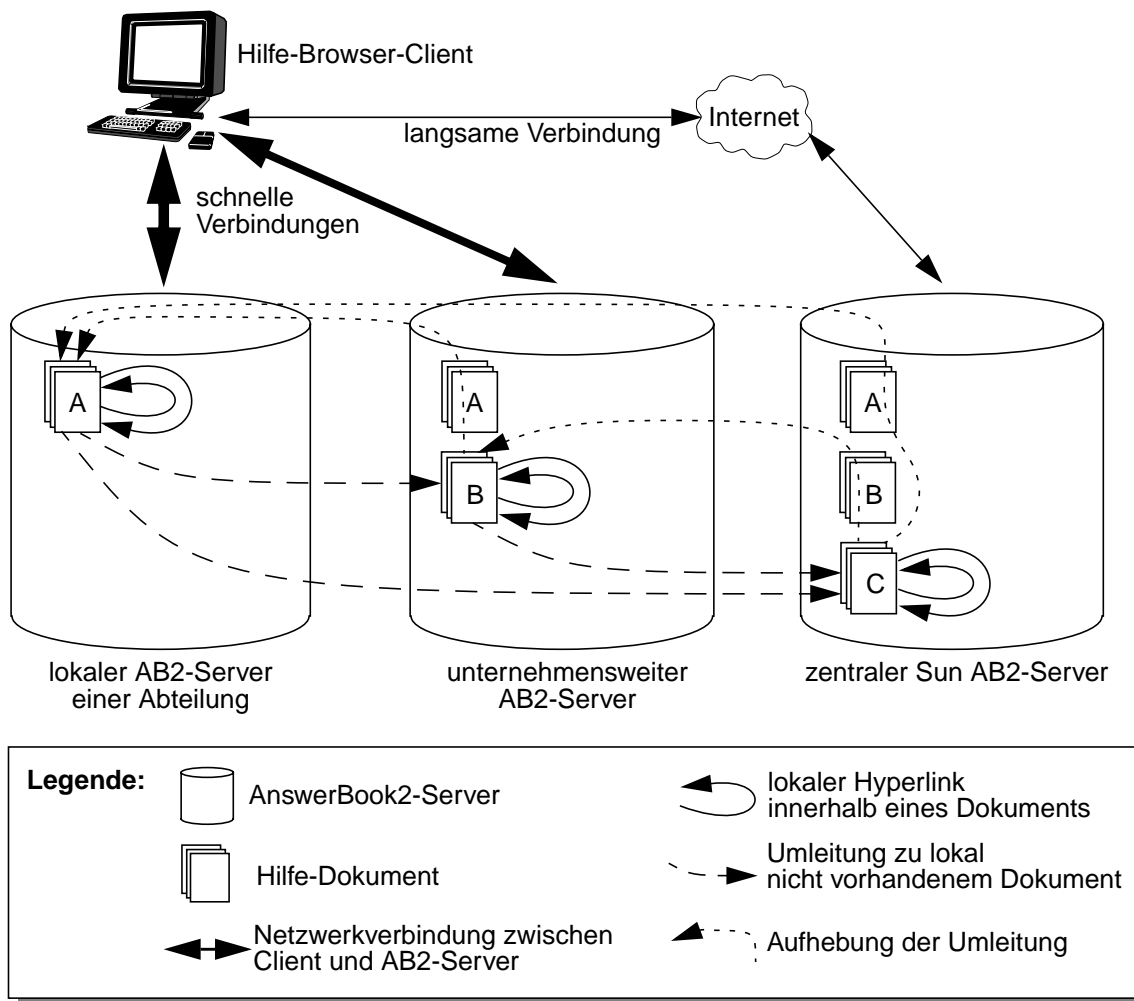 Hilfe-Browser-Client
Internet
langsame Verbindung
schnelle
Verbindungen
A
A
A
B
B
C
lokaler AB2-Server
einer Abteilung
unternehmensweiter
AB2-Server
zentraler Sun AB2-Server
Legende:
AnswerBook2-Server
lokaler Hyperlink
innerhalb eines Dokuments
Hilfe-Dokument
Umleitung zu lokal
nicht vorhandenem Dokument
Netzwerkverbindung zwischen
Client und AB2-Server
Aufhebung der Umleitung